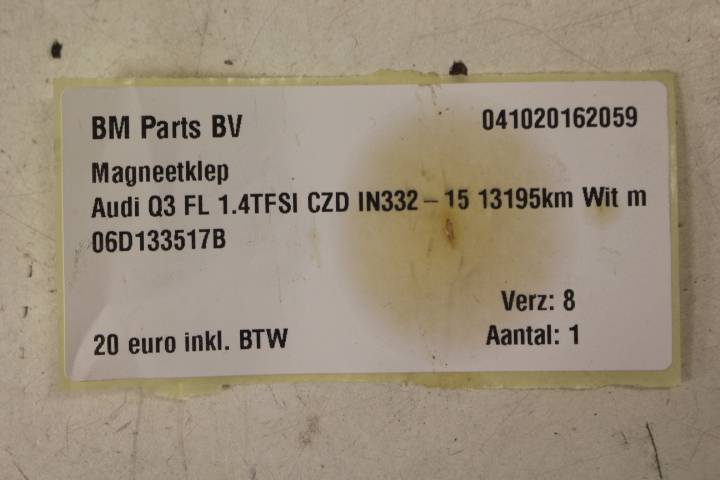 BM Parts BV 041020162059
Magneetklep
Audi Q3 FL 1.4TFSI CZD IN332-15 13195km Wit m
06D133517B
Verz: 8
20 euro inkl. BTW Aantal: 1